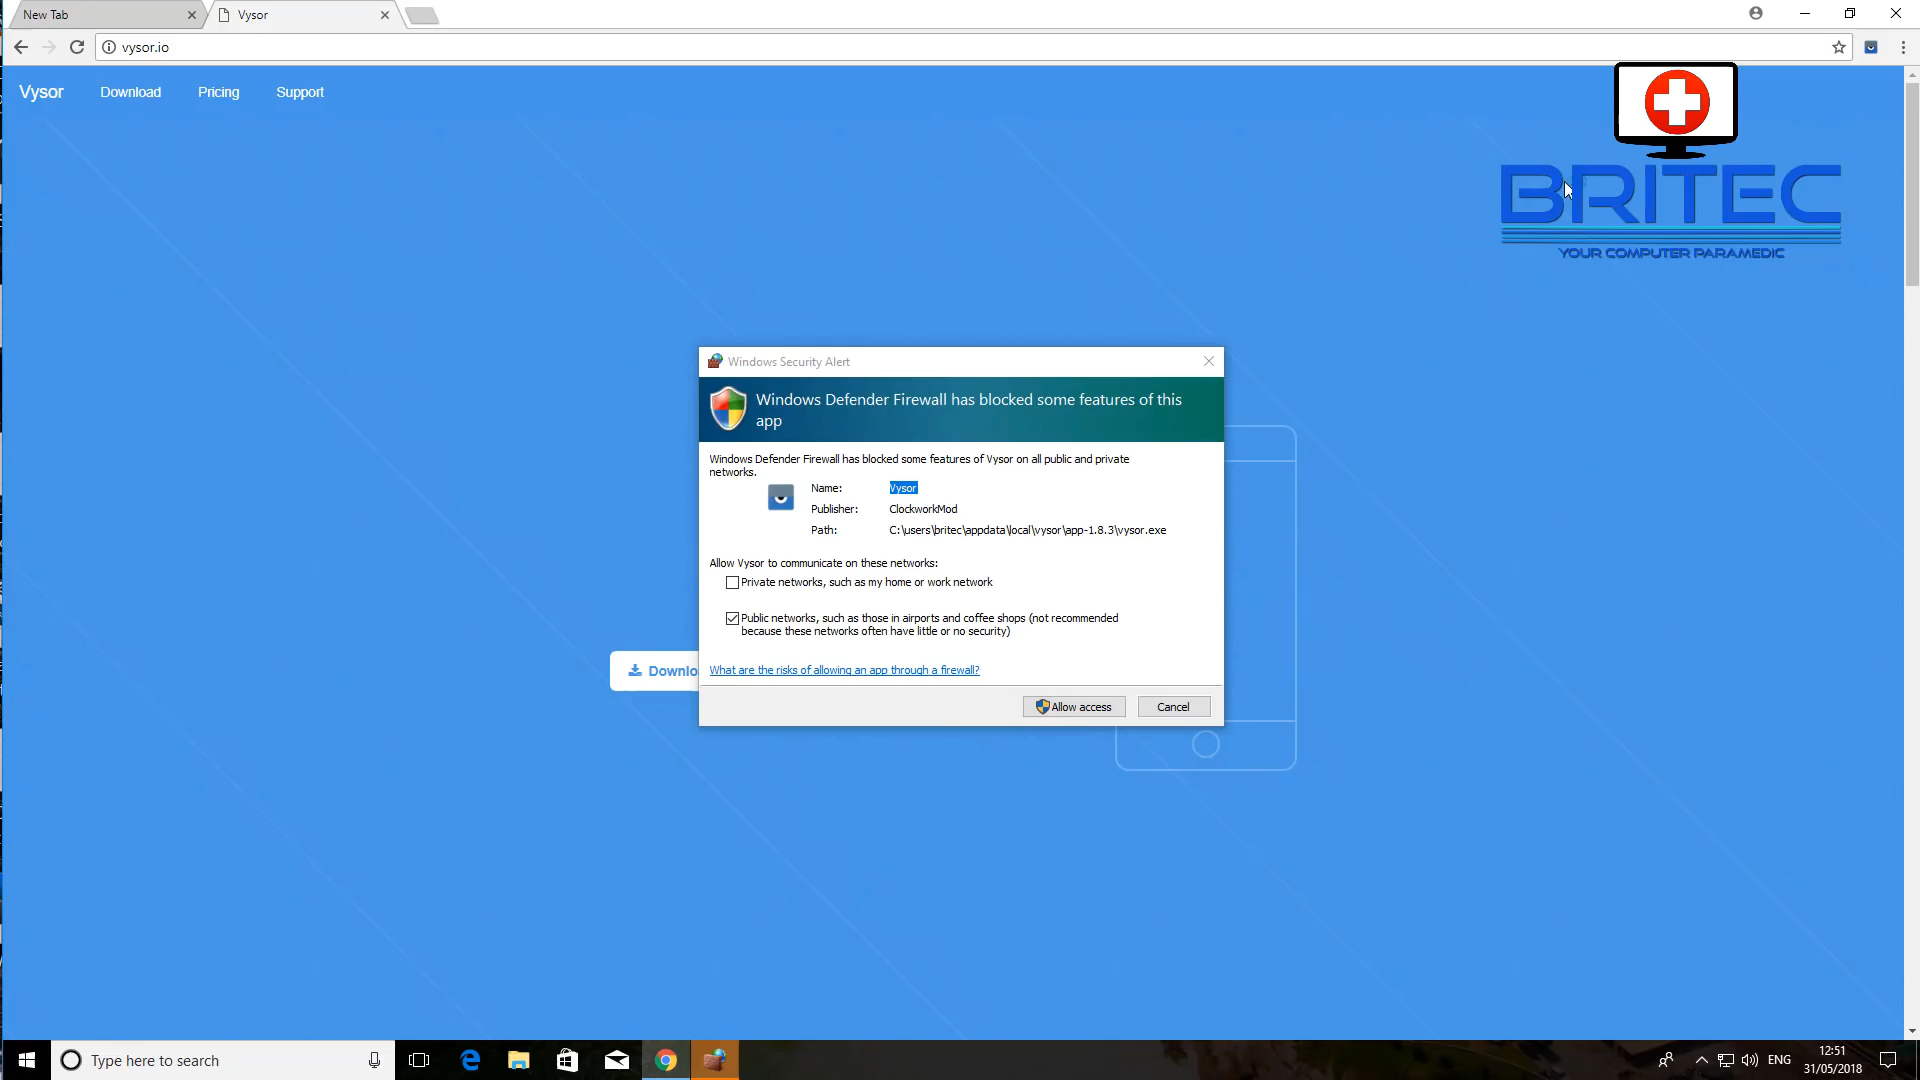 New Tab
Vysor
vysor.io
Vysor
Download
Pricing
Support
BRITEC
YOUR COMPUTER PARAMEDIC
Windows Security Alert
Windows Defender Firewall has blocked some features of this
app
Windows Defender Firewall has blocked some features of Vysor on all public and private
networks.
Name: Vysor
Publisher: ClockworkMod
Path: C:\users\britec\appdata\local\vysor\app-1.8.3\vysor.exe
Allow Vysor to communicate on these networks:
Private networks, such as my home or work network
Public networks, such as those in airports and coffee shops (not recommended
because these networks often have little or no security)
Downlo
What are the risks of allowing an app through a firewall?
Allow access
Cancel
Type here to search
ENG
12:51
31/05/2018